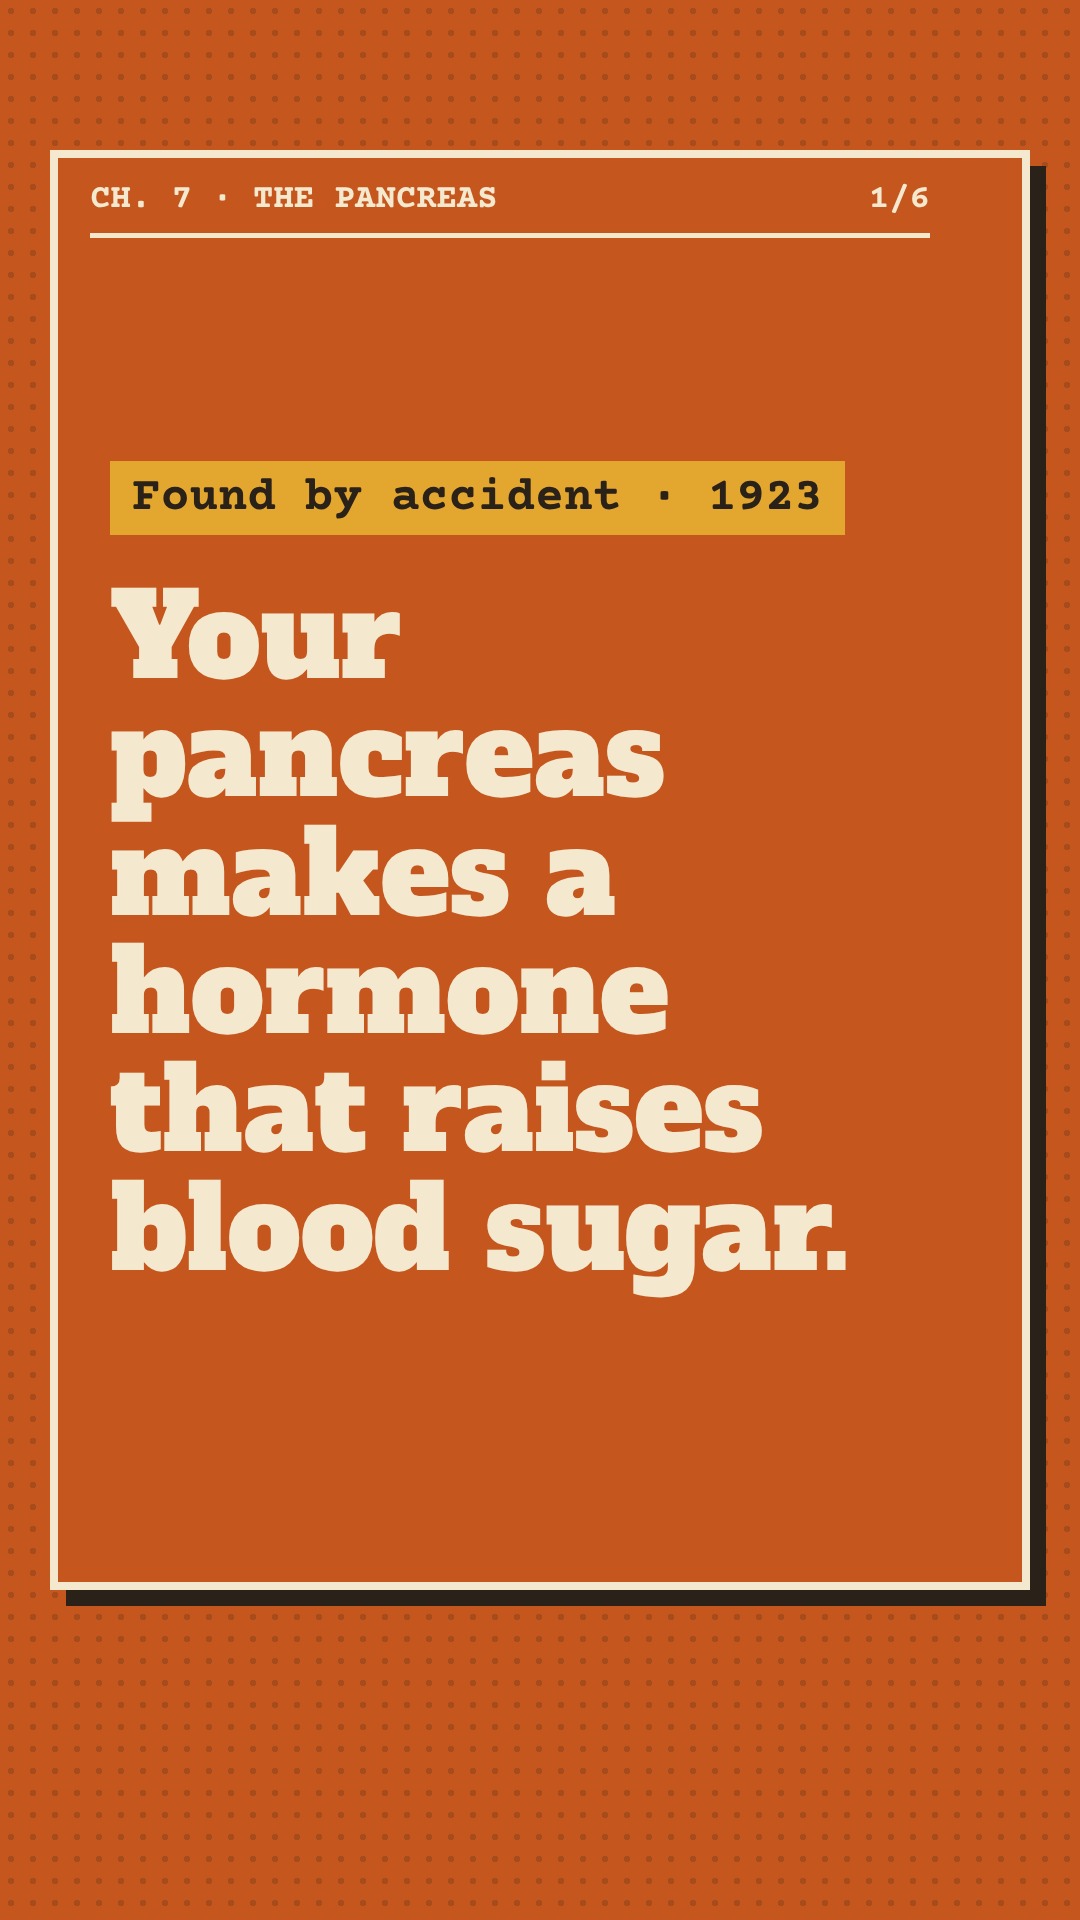 CH. 7 · THE PANCREAS
1/6
Found by accident · 1923
Your
pancreas
makes a
hormone
that raises
blood sugar.